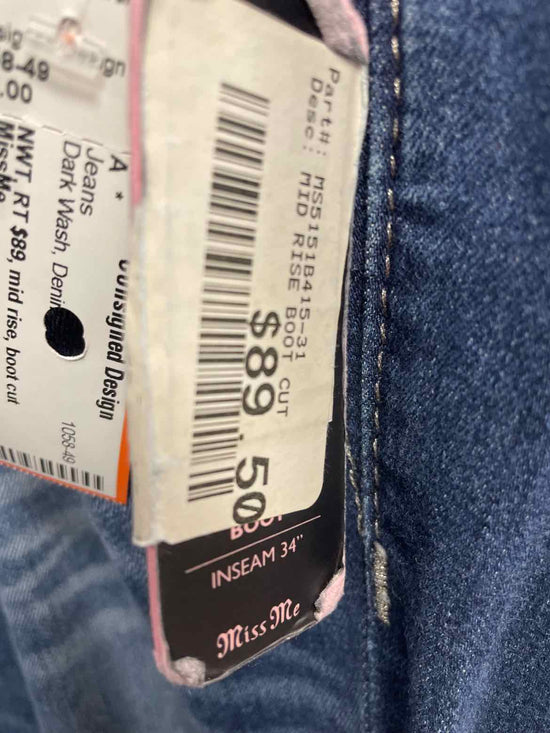 Part#: MS5151B415-31
Desc: MID RISE BOOT CUT
$89.50
INSEAM 34"
Miss Me
8-49
.00
A *
Jeans
Dark Wash, Deni
NWT, RT $89, mid rise, boot cut
MissMe
Consigned Design
1058-49